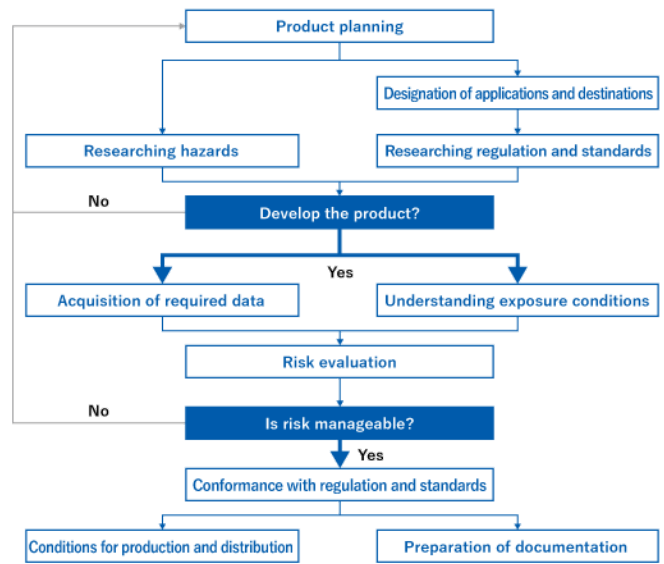 Product planning
Designation of applications and destinations
Researching hazards
Researching regulation and standards
No
Develop the product?
Yes
Acquisition of required data
Understanding exposure conditions
Risk evaluation
No
Is risk manageable?
Yes
Conformance with regulation and standards
Conditions for production and distribution
Preparation of documentation